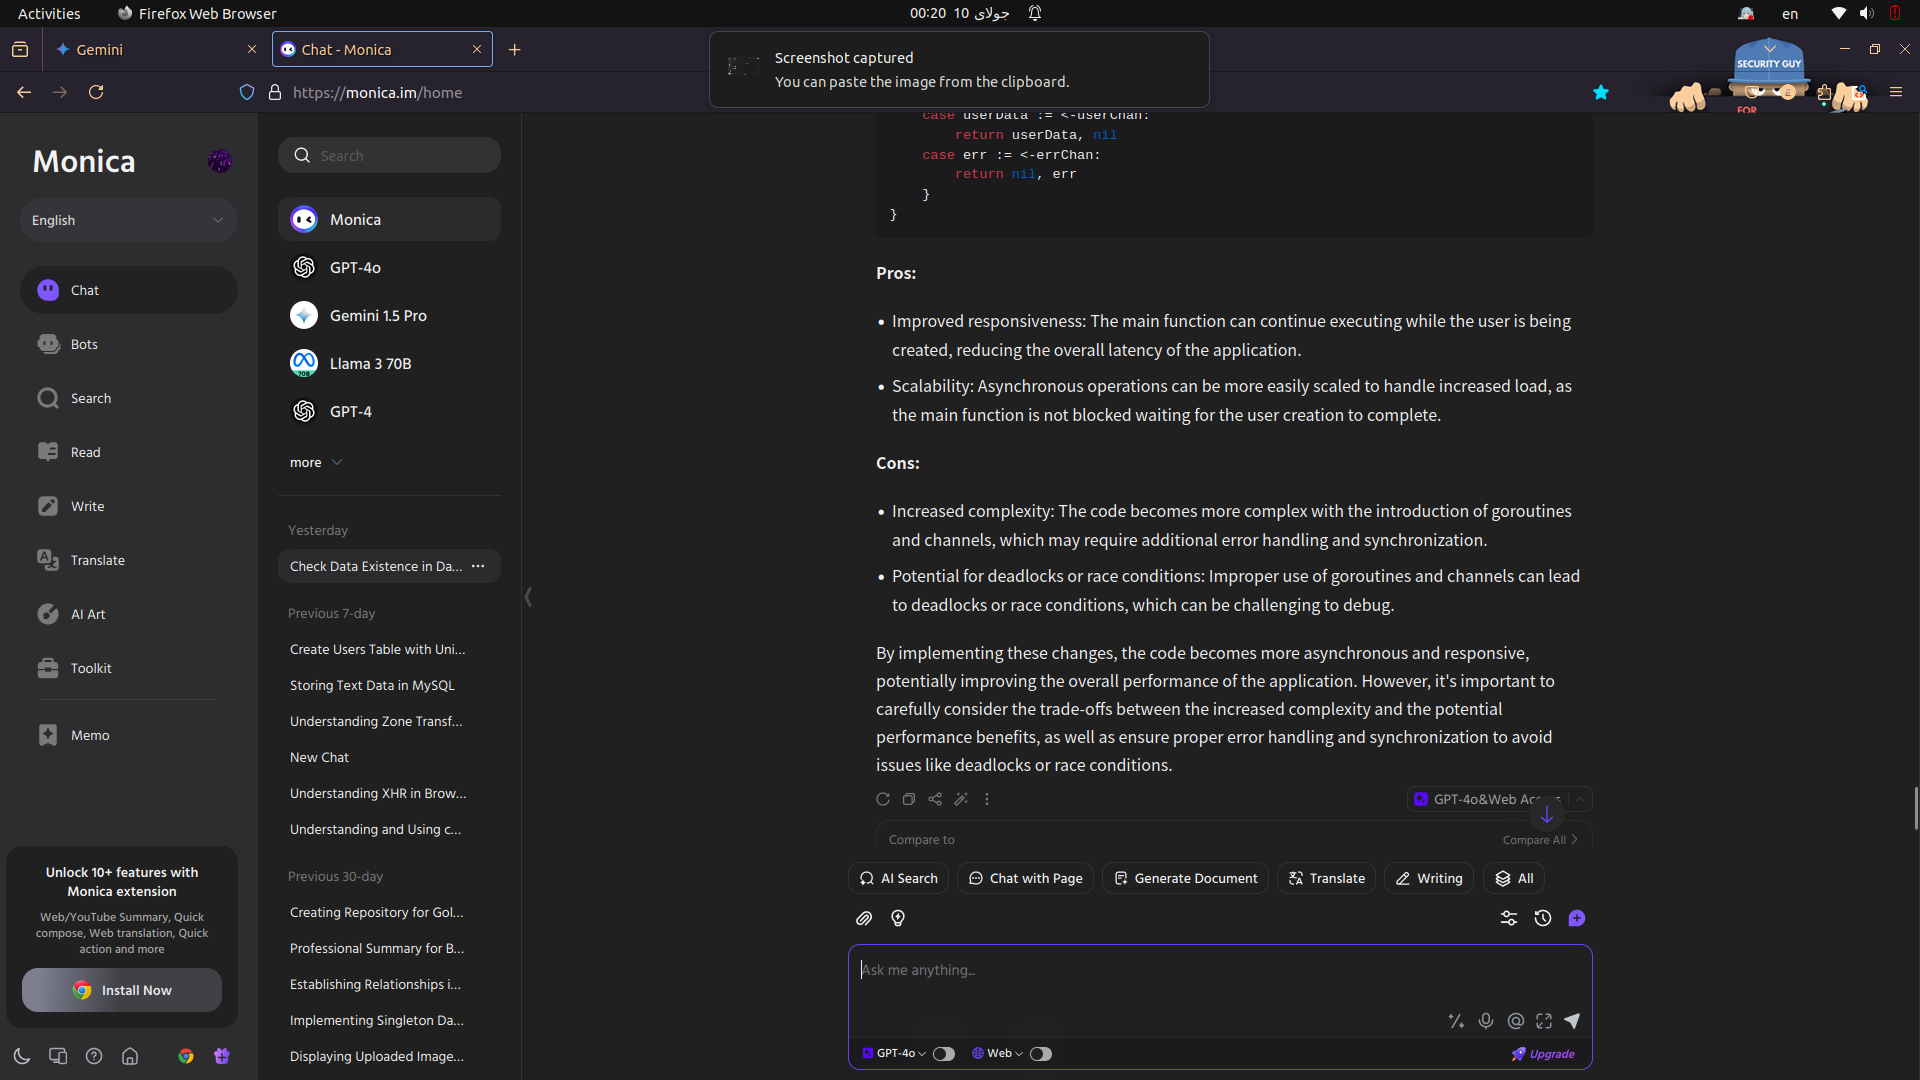 Activities
Firefox Web Browser
00:20 10 جولای
en
Gemini
Chat - Monica
Screenshot captured
You can paste the image from the clipboard.
SECURITY GUY
FOR
https://monica.im/home
Monica
English
Chat
Bots
Search
Read
Write
Translate
AI Art
Toolkit
Memo
Unlock 10+ features with
Monica extension
Web/YouTube Summary, Quick
compose, Web translation, Quick
action and more
Install Now
Search
Monica
GPT-4o
Gemini 1.5 Pro
Llama 3 70B
GPT-4
more
Yesterday
Check Data Existence in Da...
Previous 7-day
Create Users Table with Uni...
Storing Text Data in MySQL
Understanding Zone Transf...
New Chat
Understanding XHR in Brow...
Understanding and Using c...
Previous 30-day
Creating Repository for Gol...
Professional Summary for B...
Establishing Relationships i...
Implementing Singleton Da...
Displaying Uploaded Image...
case userData := <-userChan:
return userData, nil
case err := <-errChan:
return nil, err
}
}
Pros:
• Improved responsiveness: The main function can continue executing while the user is being
created, reducing the overall latency of the application.
• Scalability: Asynchronous operations can be more easily scaled to handle increased load, as
the main function is not blocked waiting for the user creation to complete.
Cons:
• Increased complexity: The code becomes more complex with the introduction of goroutines
and channels, which may require additional error handling and synchronization.
• Potential for deadlocks or race conditions: Improper use of goroutines and channels can lead
to deadlocks or race conditions, which can be challenging to debug.
By implementing these changes, the code becomes more asynchronous and responsive,
potentially improving the overall performance of the application. However, it's important to
carefully consider the trade-offs between the increased complexity and the potential
performance benefits, as well as ensure proper error handling and synchronization to avoid
issues like deadlocks or race conditions.
GPT-4o&Web
Compare to
Compare All
AI Search
Chat with Page
Generate Document
Translate
Writing
All
Ask me anything...
GPT-4o
Web
Upgrade